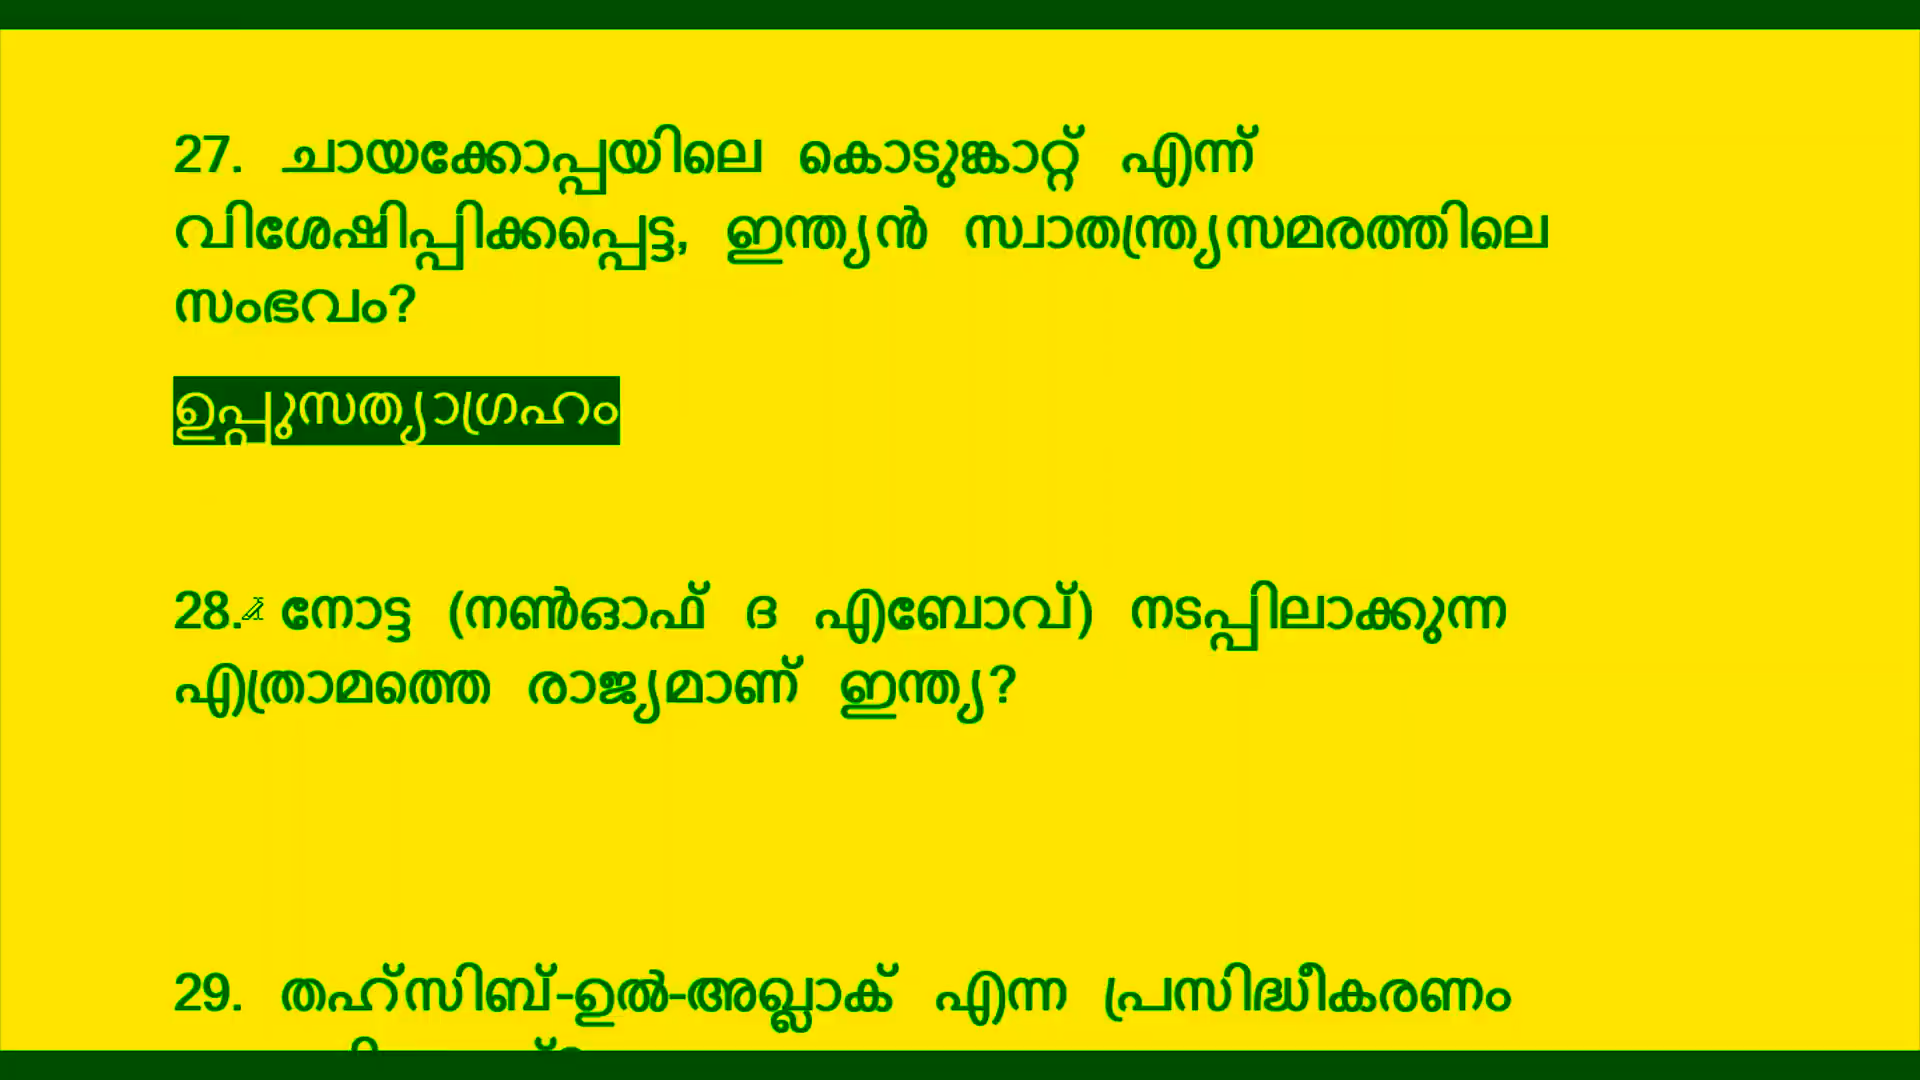 27. ചായക്കോപ്പയിലെ കൊടുങ്കാറ്റ് എന്ന്
വിശേഷിപ്പിക്കപ്പെട്ട, ഇന്ത്യൻ സ്വാതന്ത്ര്യസമരത്തിലെ
സംഭവം?
ഉപ്പുസത്യാഗ്രഹം
28. നോട്ട (നൺഓഫ് ദ എബോവ്) നടപ്പിലാക്കുന്ന
എത്രാമത്തെ രാജ്യമാണ് ഇന്ത്യ?
29. തഹ്സിബ്-ഉൽ-അഖ്ലാക് എന്ന പ്രസിദ്ധീകരണം